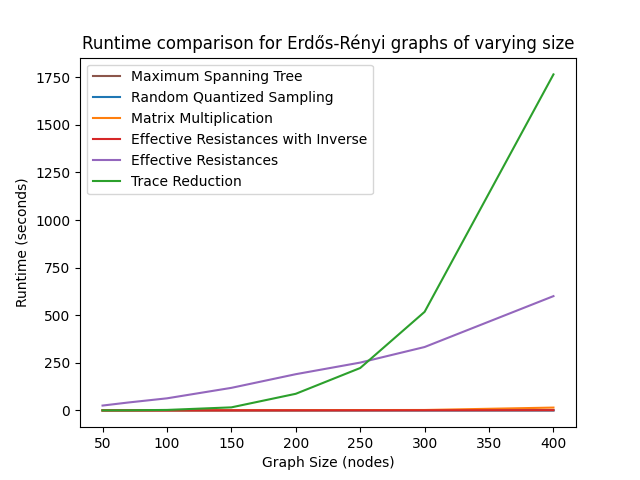 Runtime comparison for Erdős-Rényi graphs of varying size
Maximum Spanning Tree
Random Quantized Sampling
Matrix Multiplication
Effective Resistances with Inverse
Effective Resistances
Trace Reduction
Runtime (seconds)
1750
1500
1250
1000
750
500
250
0
50 100 150 200 250 300 350 400
Graph Size (nodes)